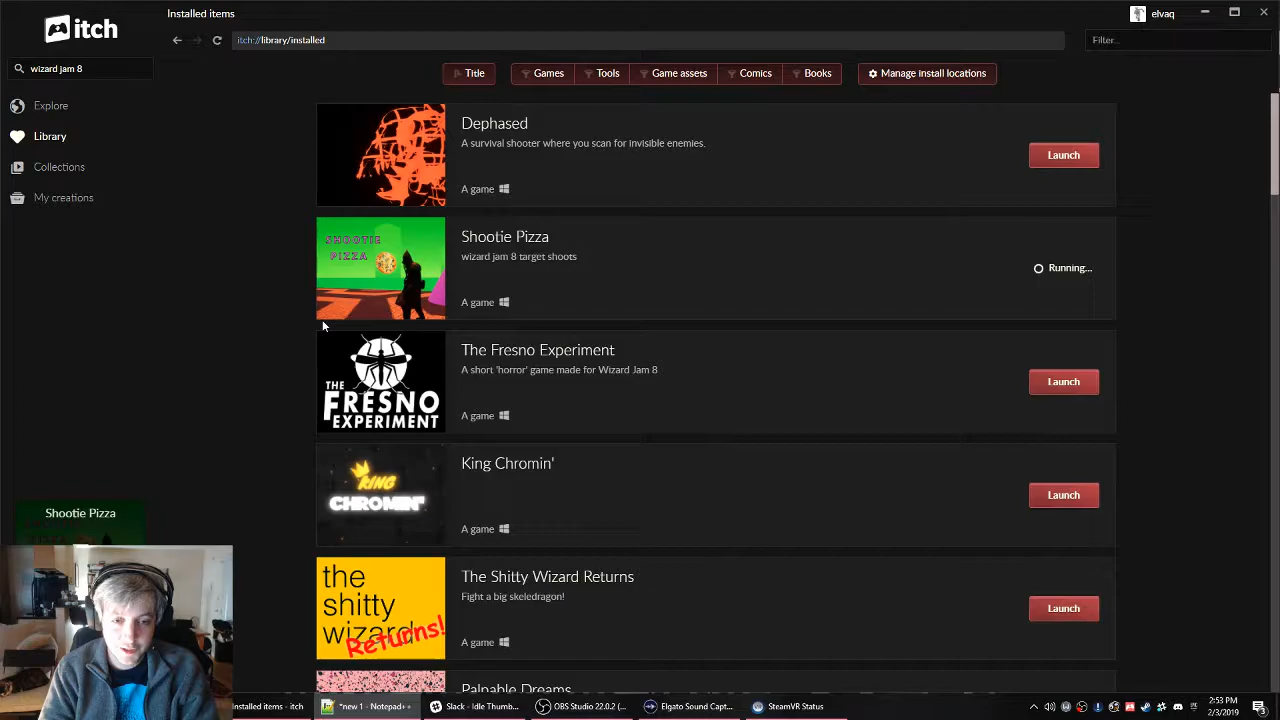 Installed items
elvaq
itch
itch://library/installed
Filter...
wizard jam 8
Title
Games
Tools
Game assets
Comics
Books
Manage install locations
Explore
Library
Collections
My creations
Dephased
A survival shooter where you scan for invisible enemies.
Launch
A game
SHOOTIE
PIZZA
Shootie Pizza
wizard jam 8 target shoots
Running...
A game
THE
FRESNO
EXPERIMENT
The Fresno Experiment
A short 'horror' game made for Wizard Jam 8
Launch
A game
KING
CHROMIN'
King Chromin'
Launch
A game
Shootie Pizza
the
shitty
wizard
Returns!
The Shitty Wizard Returns
Fight a big skeledragon!
Launch
A game
Palpable Dreams
Installed items - itch
*new 1 - Notepad++
Slack - Idle Thumb...
OBS Studio 22.0.2 (...
Elgato Sound Captu...
SteamVR Status
2:53 PM
2/3/2019